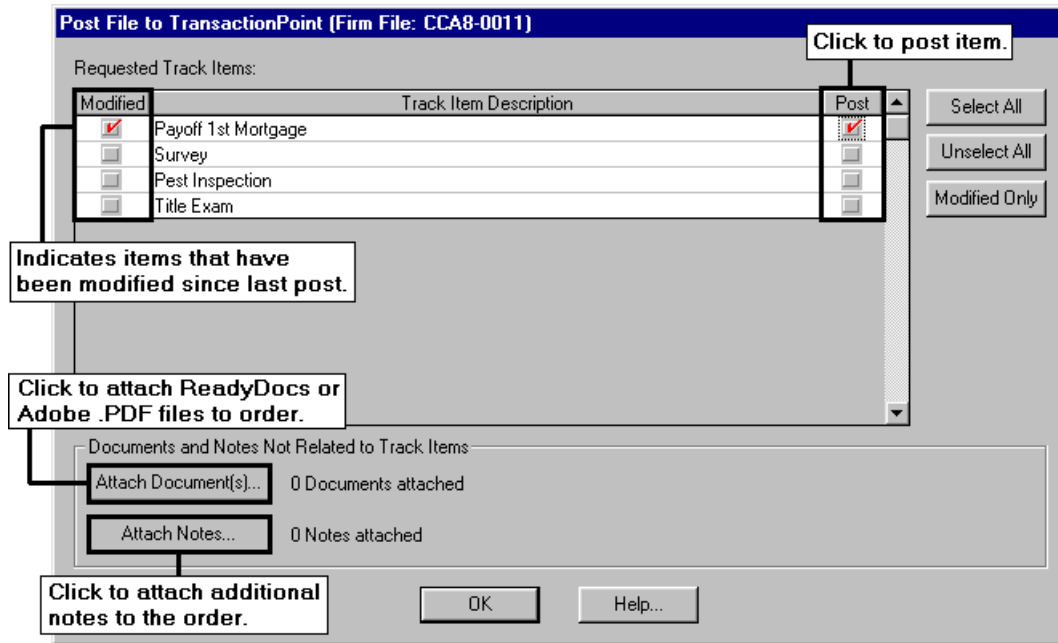 Post File to TransactionPoint (Firm File: CCA8-0011)
Click to post item.
Requested Track Items:
Modified Track Item Description Post
Payoff 1st Mortgage
Survey
Pest Inspection
Title Exam
Select All
Unselect All
Modified Only
Indicates items that have
been modified since last post.
Click to attach ReadyDocs or
Adobe .PDF files to order.
Documents and Notes Not Related to Track Items
Attach Document(s)... 0 Documents attached
Attach Notes... 0 Notes attached
Click to attach additional
notes to the order.
OK Help...